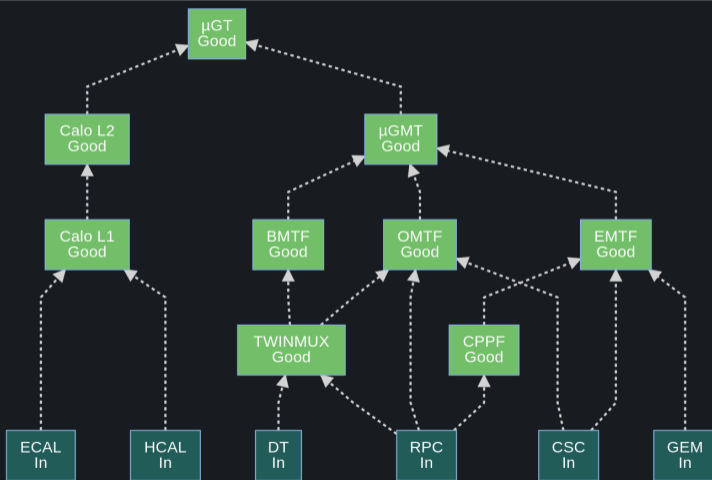 µGT
Good
Calo L2
Good
µGMT
Good
Calo L1
Good
BMTF
Good
OMTF
Good
EMTF
Good
TWINMUX
Good
CPPF
Good
ECAL
In
HCAL
In
DT
In
RPC
In
CSC
In
GEM
In